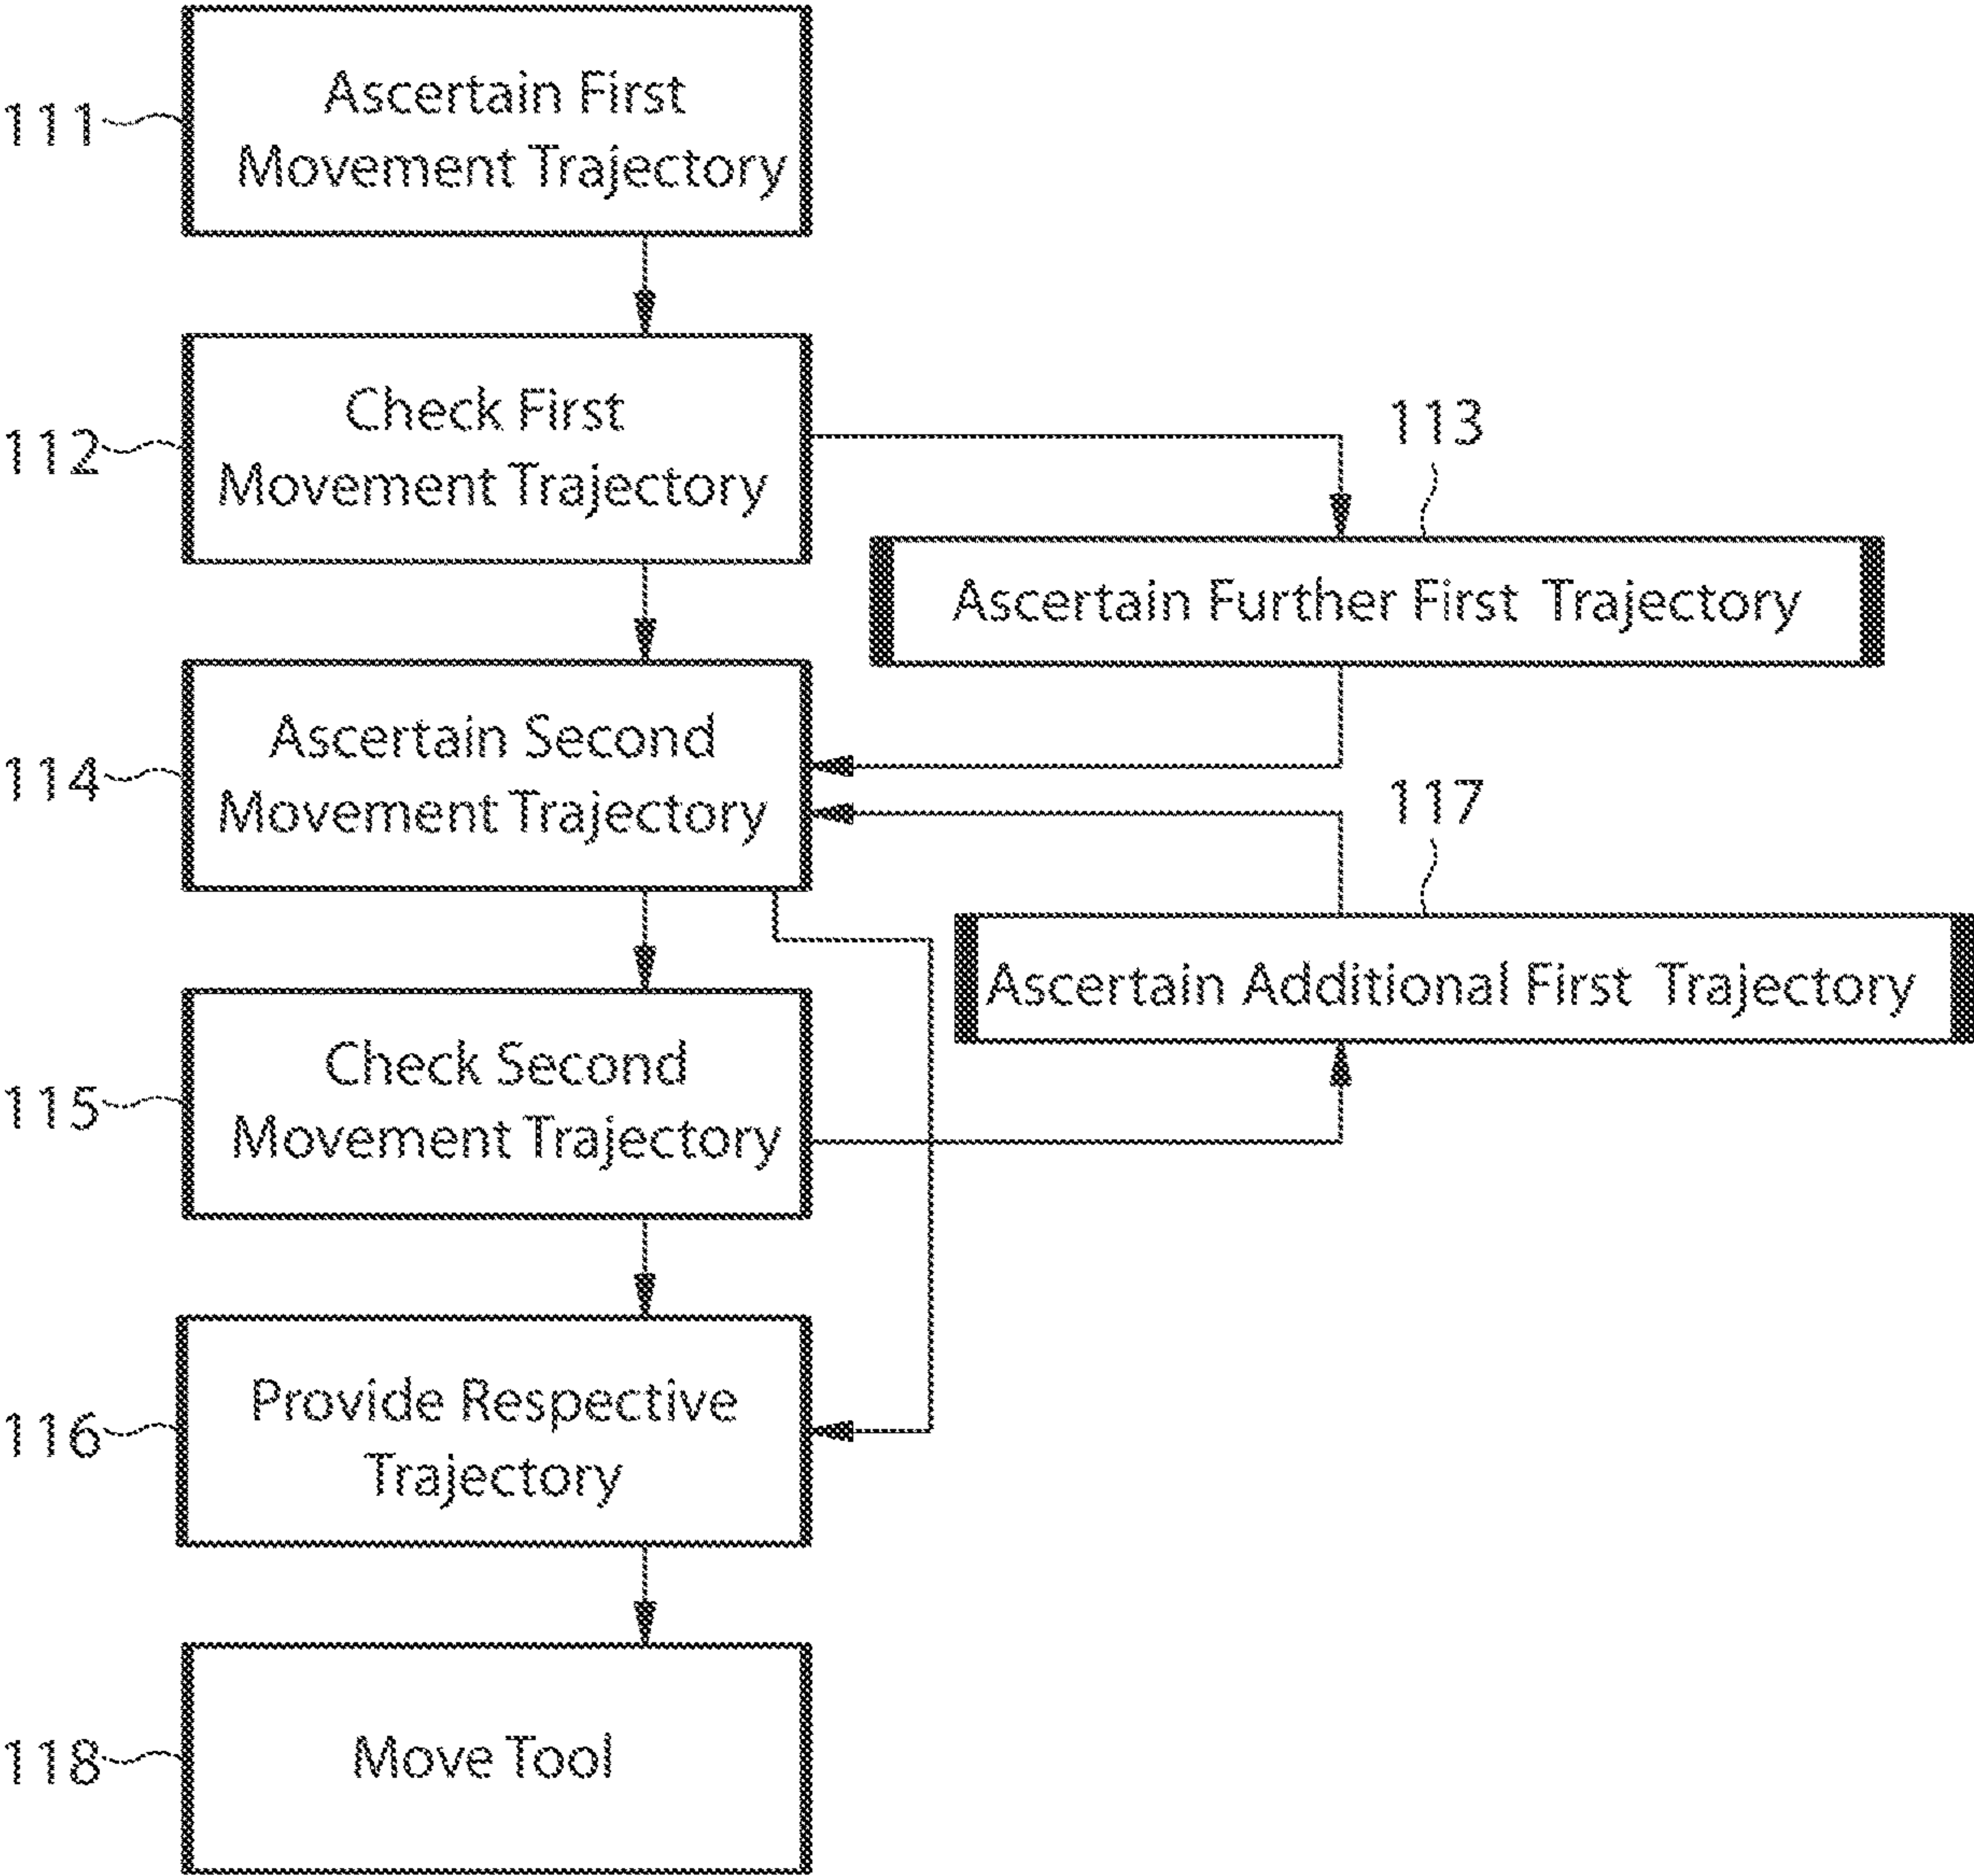 111
Ascertain First
Movement Trajectory
112
Check First
Movement Trajectory
113
Ascertain Further First Trajectory
114
Ascertain Second
Movement Trajectory
117
Ascertain Additional First Trajectory
115
Check Second
Movement Trajectory
116
Provide Respective
Trajectory
118
Move Tool